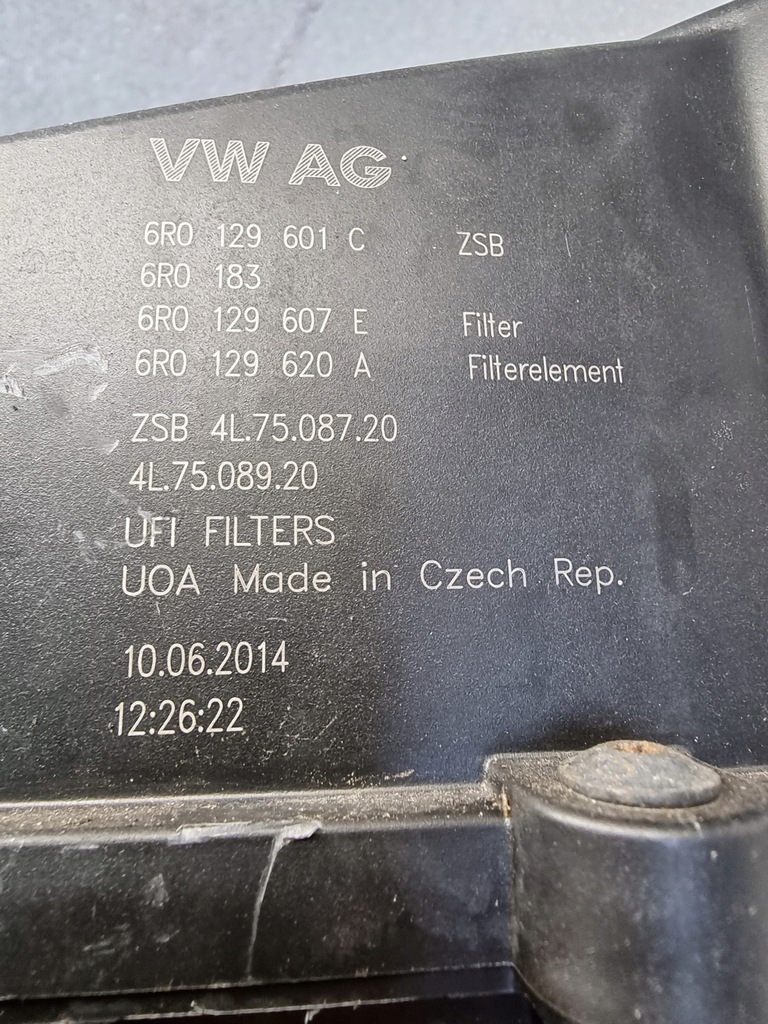 VW AG
6R0 129 601 C ZSB
6R0 183
6R0 129 607 E Filter
6R0 129 620 A Filterelement
ZSB 4L.75.087.20
4L.75.089.20
UFI FILTERS
UOA Made in Czech Rep.
10.06.2014
12:26:22